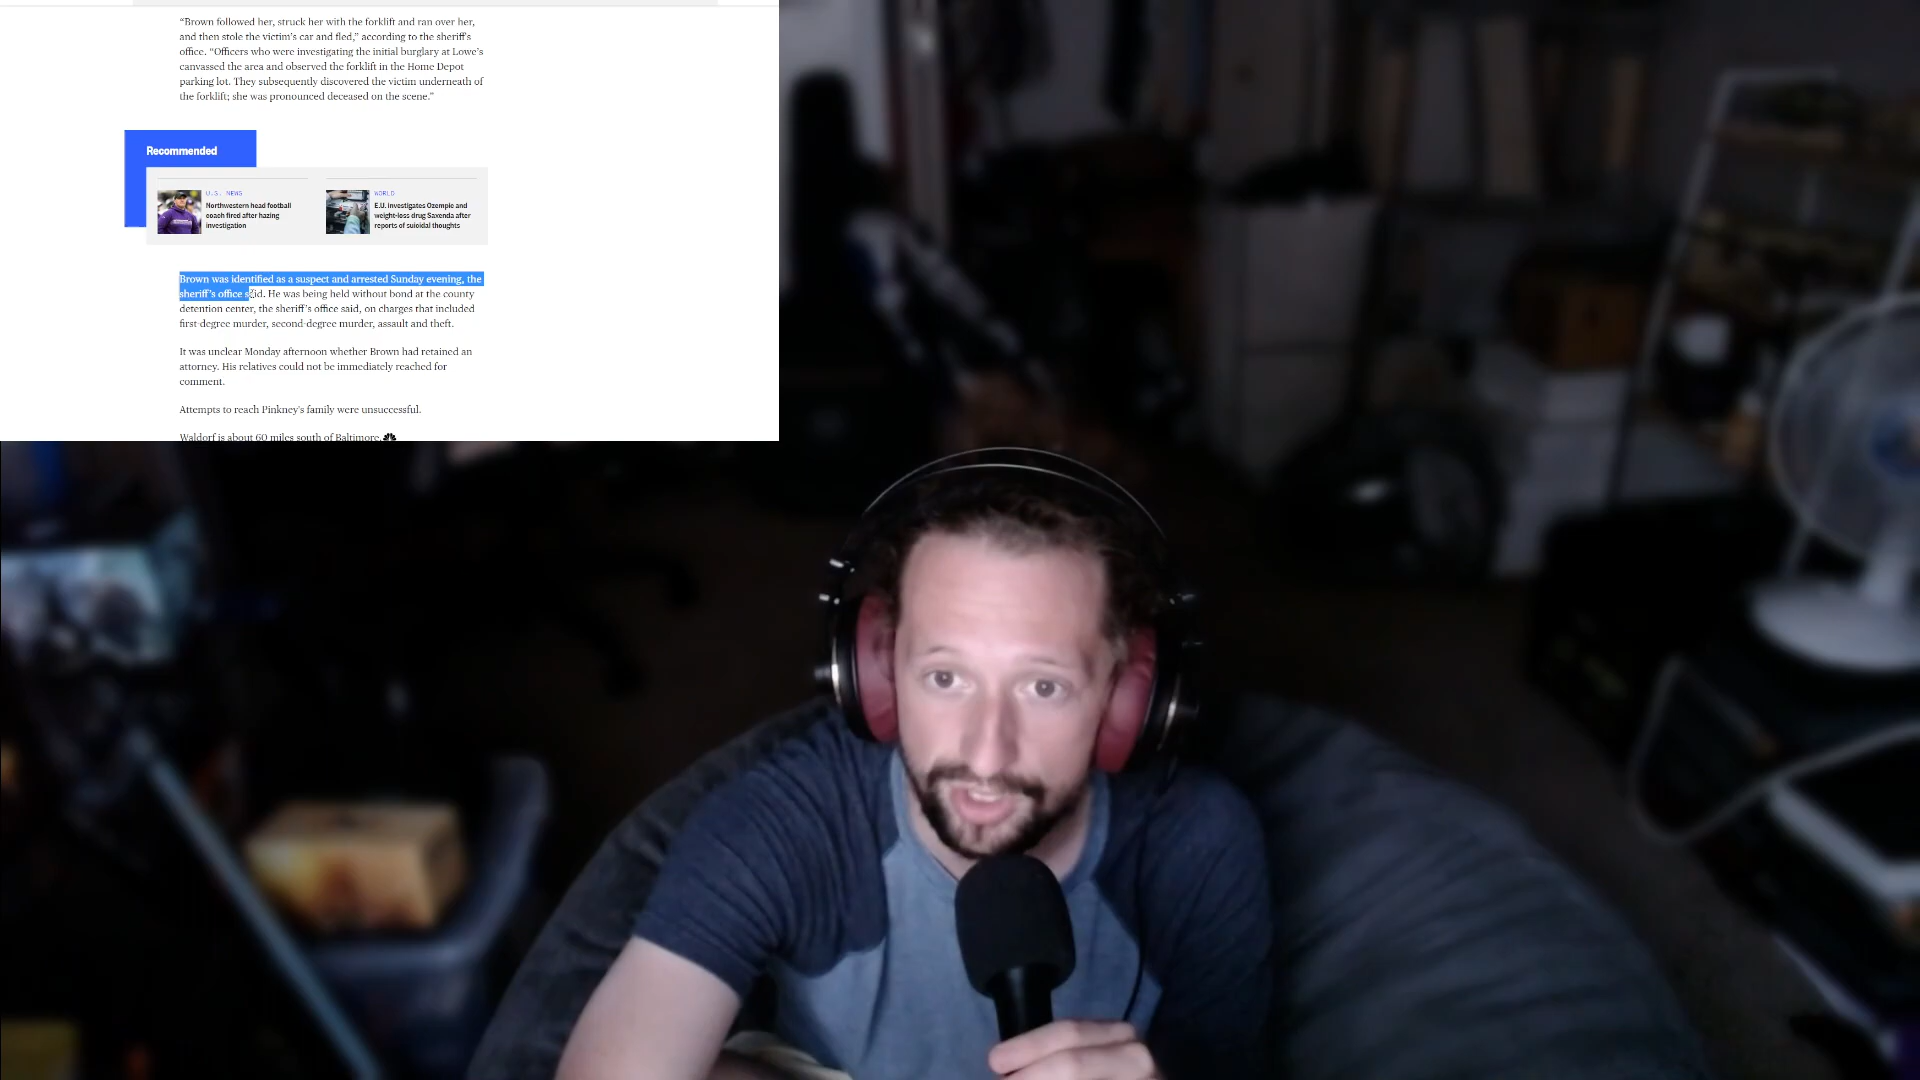 “Brown followed her, struck her with the forklift and ran over her,
and then stole the victim’s car and fled,” according to the sheriff’s
office. “Officers who were investigating the initial burglary at Lowe’s
canvassed the area and observed the forklift in the Home Depot
parking lot. They subsequently discovered the victim underneath of
the forklift; she was pronounced deceased on the scene.”
Recommended
U.S. NEWS
Northwestern head football
coach fired after hazing
investigation
WORLD
E.U. investigates Ozempic and
weight-loss drug Saxenda after
reports of suicidal thoughts
Brown was identified as a suspect and arrested Sunday evening, the
sheriff’s office said. He was being held without bond at the county
detention center, the sheriff’s office said, on charges that included
first-degree murder, second-degree murder, assault and theft.
It was unclear Monday afternoon whether Brown had retained an
attorney. His relatives could not be immediately reached for
comment.
Attempts to reach Pinkney's family were unsuccessful.
Waldorf is about 60 miles south of Baltimore.